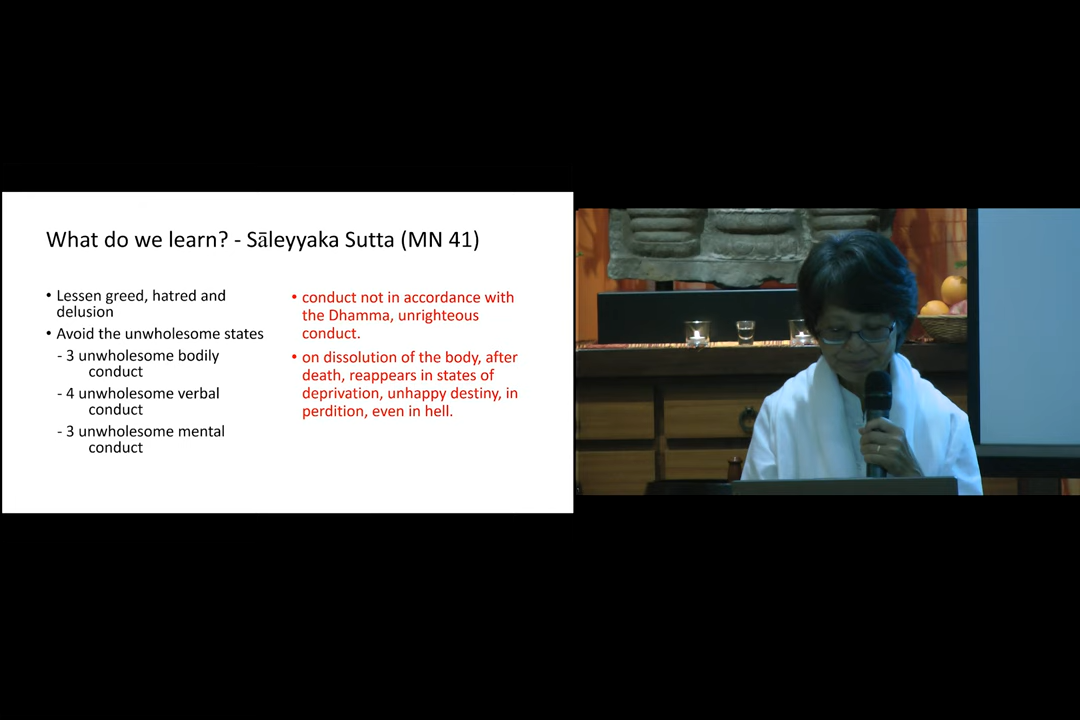 What do we learn? - Sāleyyaka Sutta (MN 41)
• Lessen greed, hatred and
delusion
• Avoid the unwholesome states
- 3 unwholesome bodily
conduct
- 4 unwholesome verbal
conduct
- 3 unwholesome mental
conduct
• conduct not in accordance with
the Dhamma, unrighteous
conduct.
• on dissolution of the body, after
death, reappears in states of
deprivation, unhappy destiny, in
perdition, even in hell.